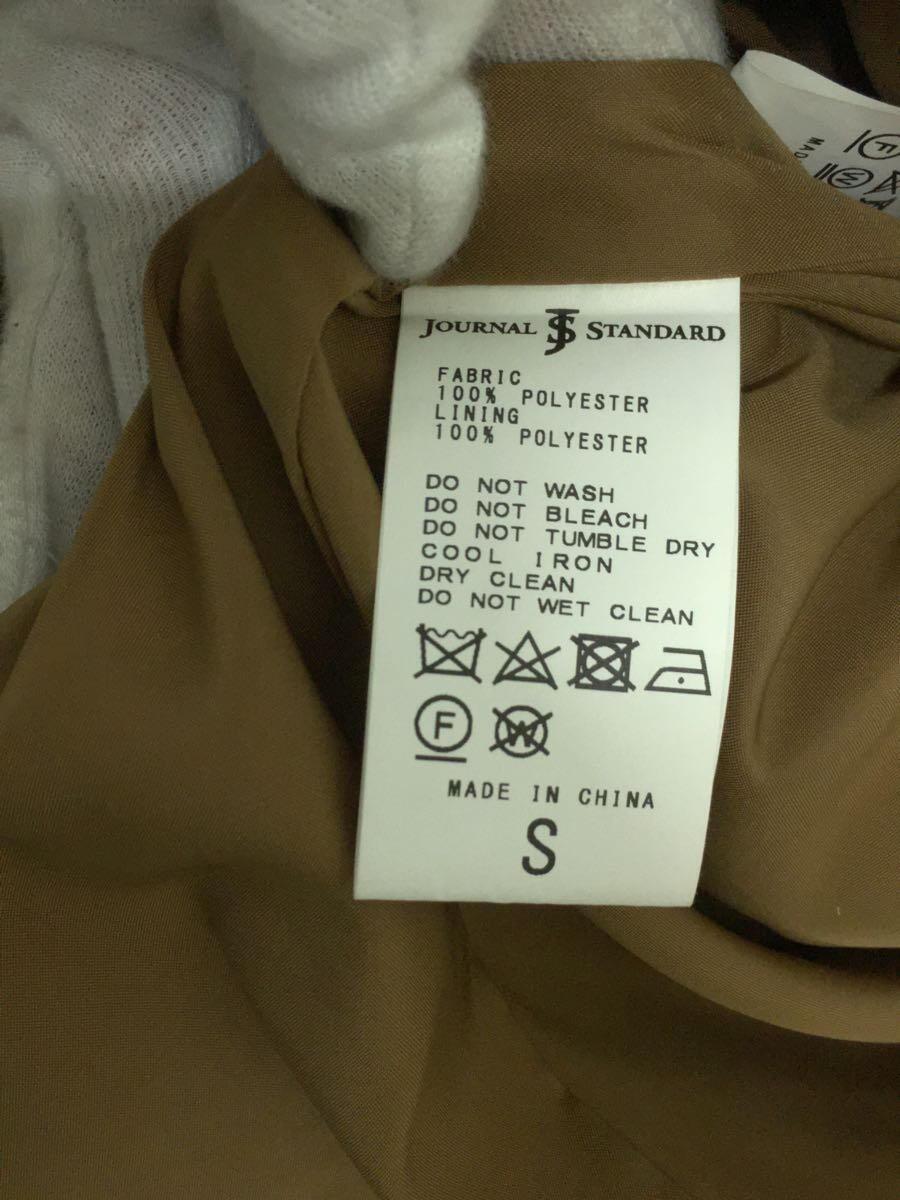 JOURNAL JS STANDARD
FABRIC
100% POLYESTER
LINING
100% POLYESTER
DO NOT WASH
DO NOT BLEACH
DO NOT TUMBLE DRY
COOL IRON
DRY CLEAN
DO NOT WET CLEAN
F W
MADE IN CHINA
S
F
W